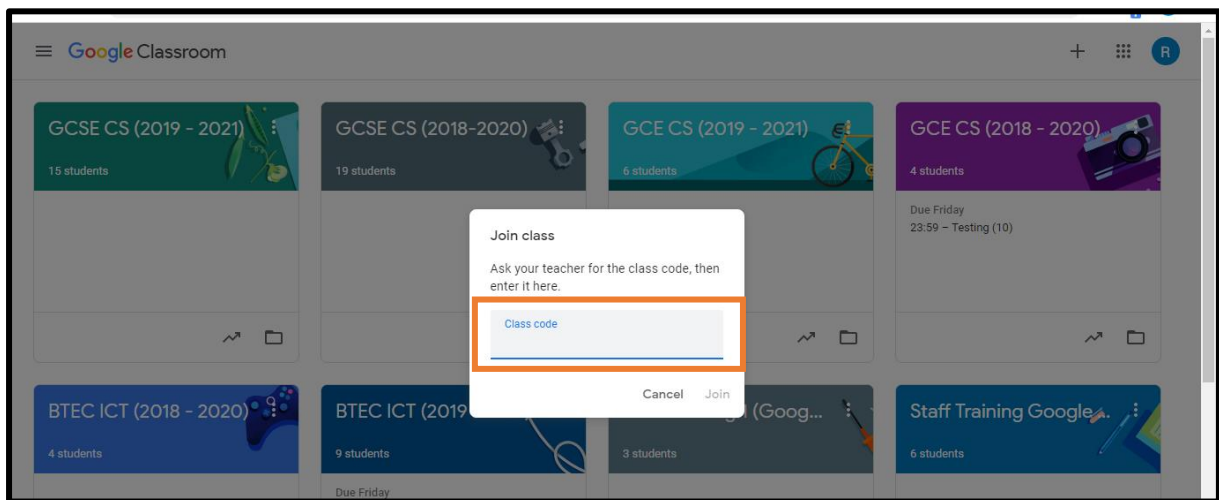 Google Classroom
R
GCSE CS (2019 - 2021)
15 students
GCSE CS (2018-2020)
19 students
GCE CS (2019 - 2021)
6 students
GCE CS (2018 - 2020)
4 students
Due Friday
23:59 – Testing (10)
Join class
Ask your teacher for the class code, then
enter it here.
Class code
Cancel Join
BTEC ICT (2018 - 2020)
4 students
BTEC ICT (2019
9 students
Due Friday
(Goog...
3 students
Staff Training Google
6 students